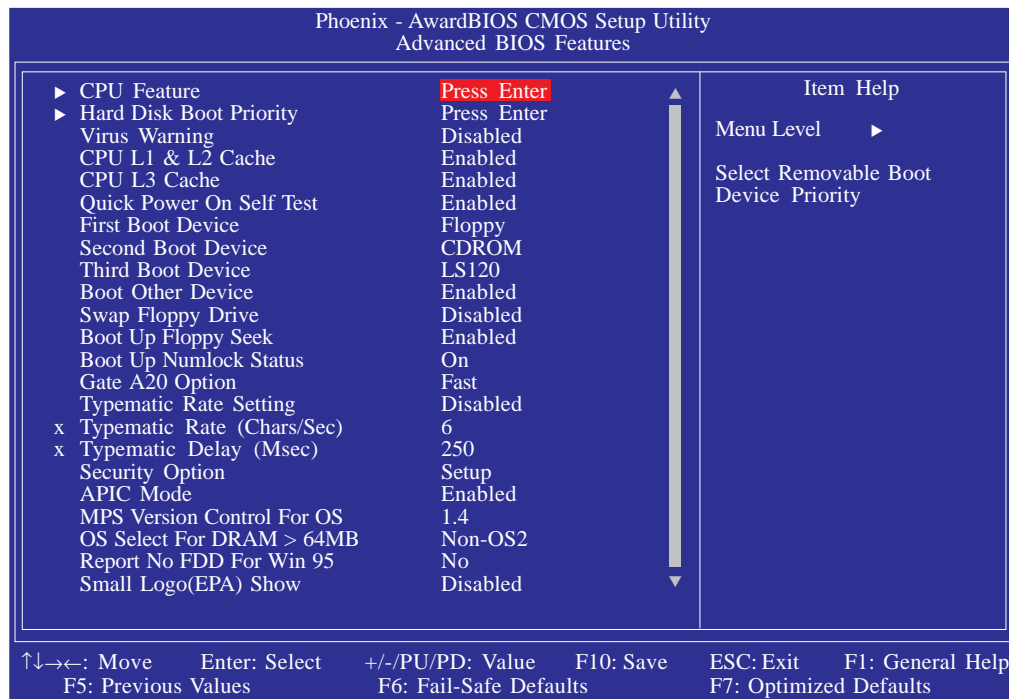 Phoenix - AwardBIOS CMOS Setup Utility
Advanced BIOS Features
▶ CPU Feature Press Enter
▶ Hard Disk Boot Priority Press Enter
Virus Warning Disabled
CPU L1 & L2 Cache Enabled
CPU L3 Cache Enabled
Quick Power On Self Test Enabled
First Boot Device Floppy
Second Boot Device CDROM
Third Boot Device LS120
Boot Other Device Enabled
Swap Floppy Drive Disabled
Boot Up Floppy Seek Enabled
Boot Up Numlock Status On
Gate A20 Option Fast
Typematic Rate Setting Disabled
x Typematic Rate (Chars/Sec) 6
x Typematic Delay (Msec) 250
Security Option Setup
APIC Mode Enabled
MPS Version Control For OS 1.4
OS Select For DRAM > 64MB Non-OS2
Report No FDD For Win 95 No
Small Logo(EPA) Show Disabled
Item Help
Menu Level ▶
Select Removable Boot
Device Priority
↑↓→←: Move Enter: Select +/-/PU/PD: Value F10: Save ESC: Exit F1: General Help
F5: Previous Values F6: Fail-Safe Defaults F7: Optimized Defaults